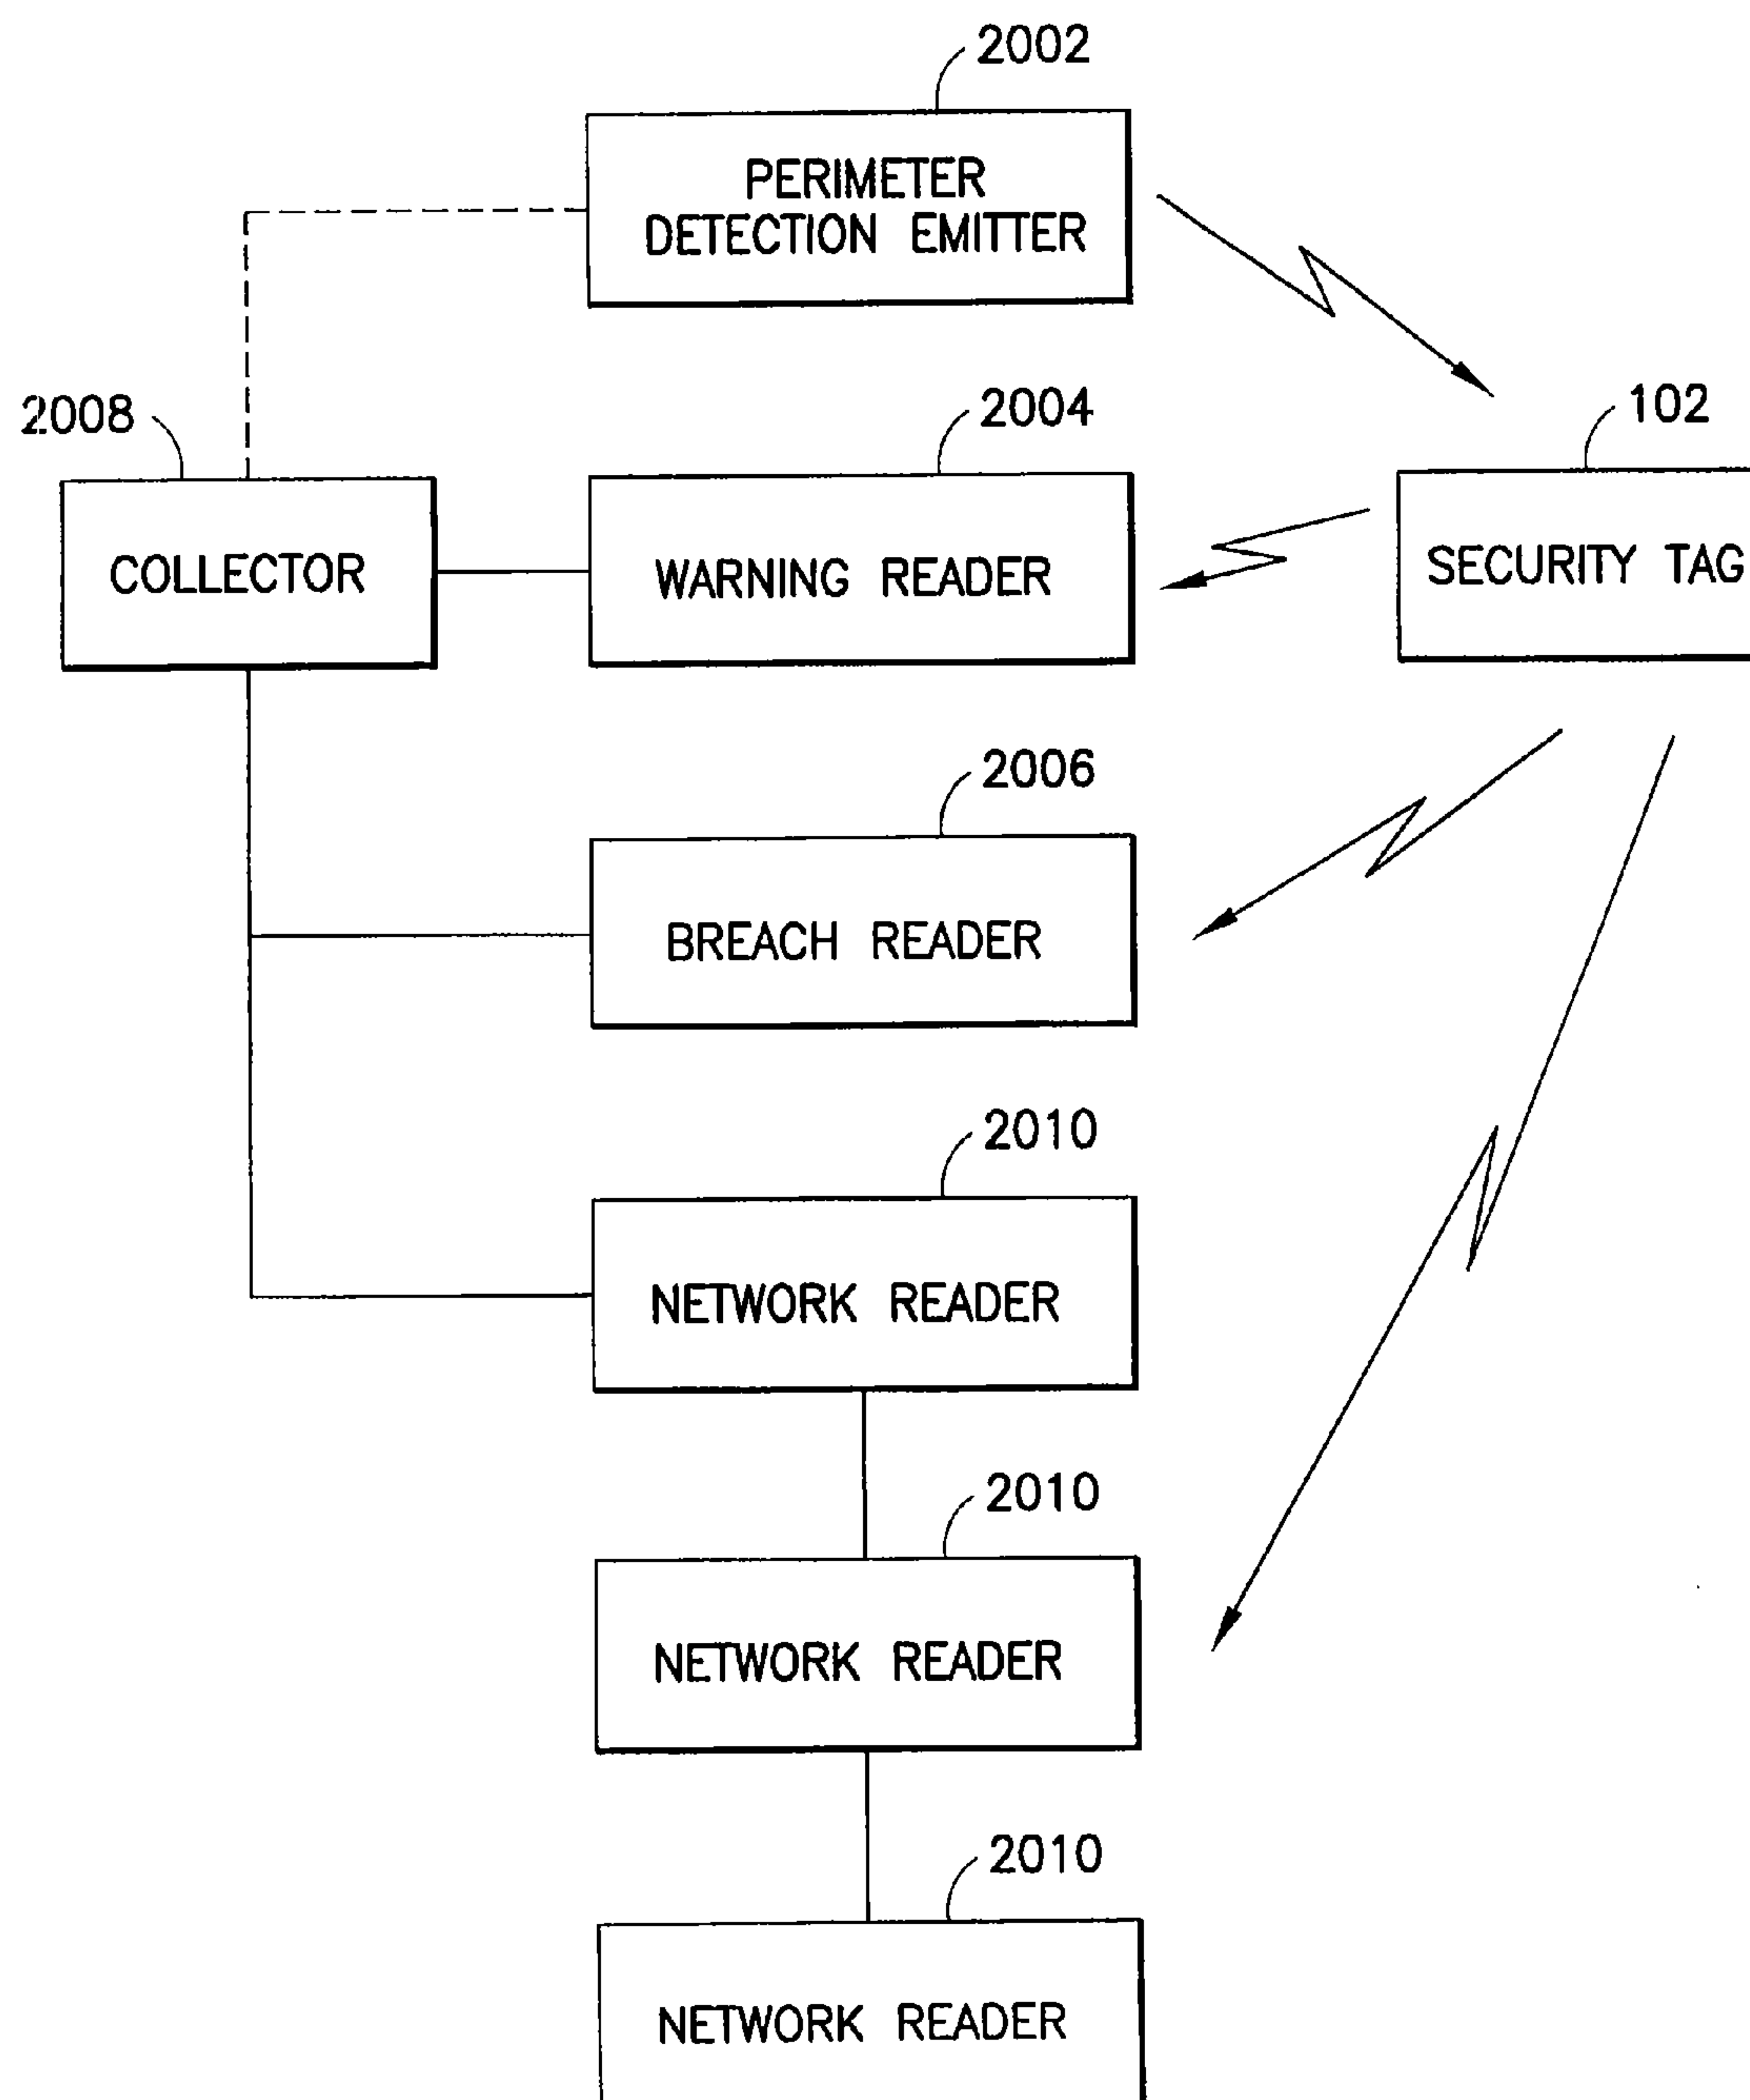 2002
PERIMETER
DETECTION EMITTER
2008
2004
102
COLLECTOR
WARNING READER
SECURITY TAG
2006
BREACH READER
2010
NETWORK READER
2010
NETWORK READER
2010
NETWORK READER